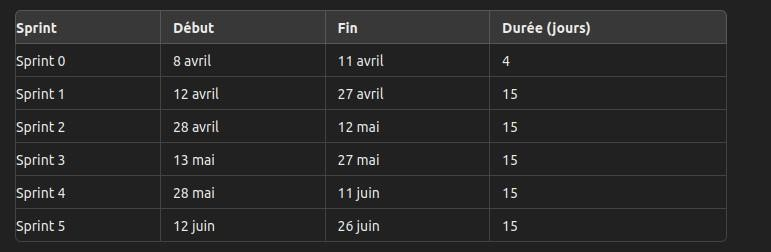 Sprint Début Fin Durée (jours)
Sprint 0 8 avril 11 avril 4
Sprint 1 12 avril 27 avril 15
Sprint 2 28 avril 12 mai 15
Sprint 3 13 mai 27 mai 15
Sprint 4 28 mai 11 juin 15
Sprint 5 12 juin 26 juin 15